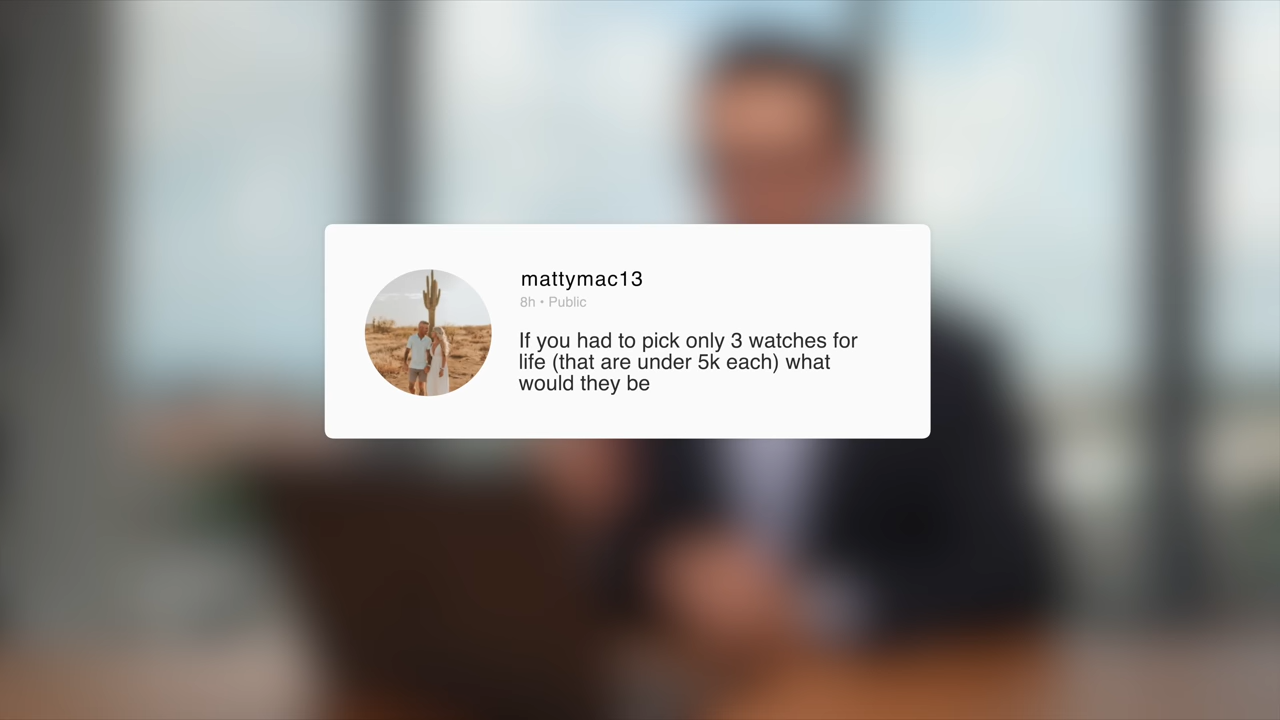 mattymac13
8h • Public
If you had to pick only 3 watches for
life (that are under 5k each) what
would they be